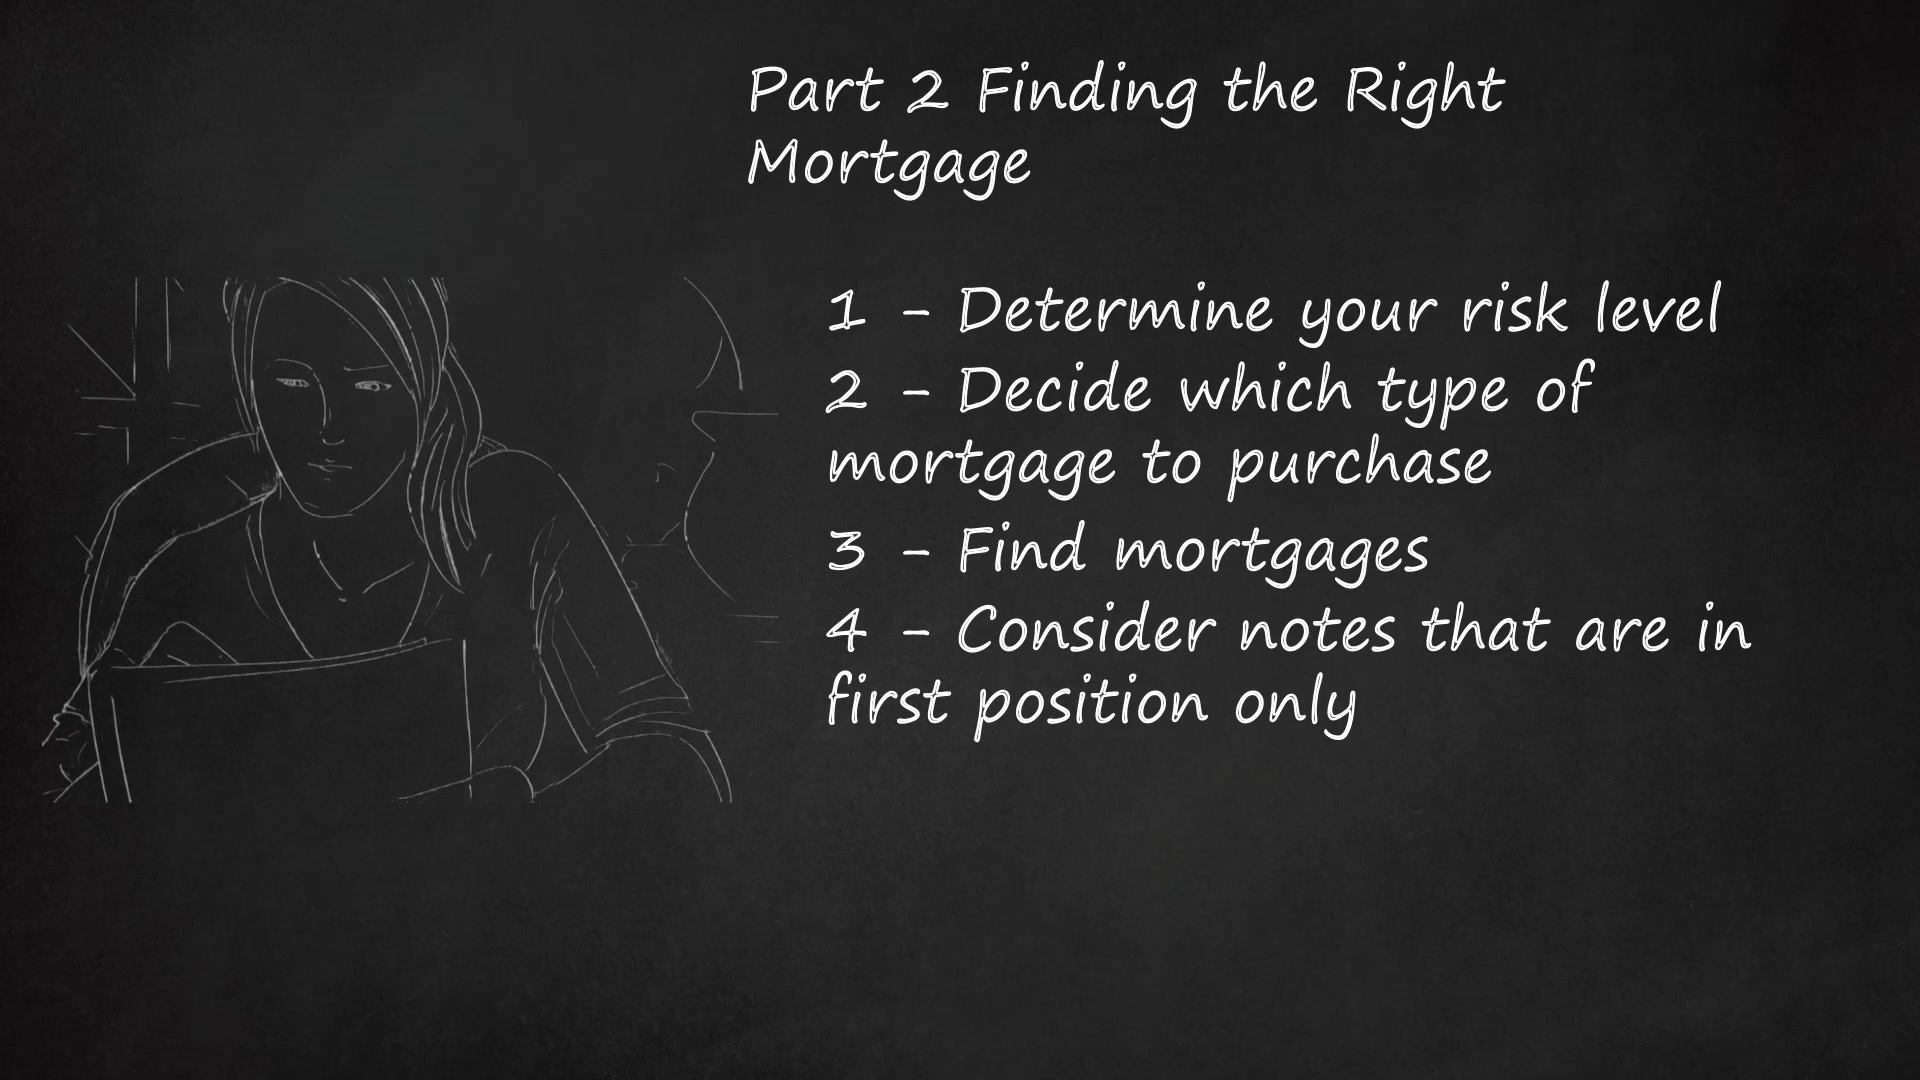 Part 2 Finding the Right
Mortgage
1 - Determine your risk level
2 - Decide which type of
mortgage to purchase
3 - Find mortgages
4 - Consider notes that are in
first position only